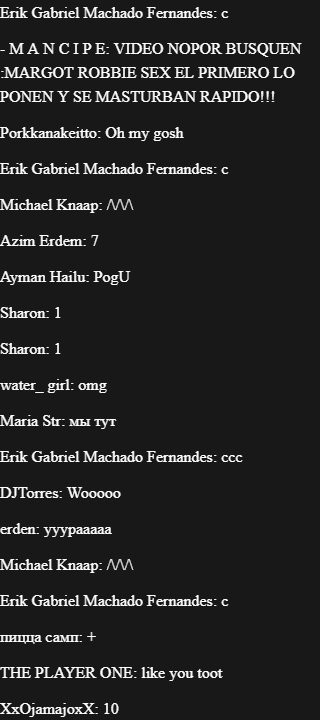 Erik Gabriel Machado Fernandes: c
- M A N C I P E: VIDEO NOPOR BUSQUEN
:MARGOT ROBBIE SEX EL PRIMERO LO
PONEN Y SE MASTURBAN RAPIDO!!!
Porkkanakeitto: Oh my gosh
Erik Gabriel Machado Fernandes: c
Michael Knaap: /\/\/\
Azim Erdem: 7
Ayman Hailu: PogU
Sharon: 1
Sharon: 1
water_ girl: omg
Maria Str: мы тут
Erik Gabriel Machado Fernandes: ccc
DJTorres: Wooooo
erden: yyypaaaaa
Michael Knaap: /\/\/\
Erik Gabriel Machado Fernandes: c
пицца самп: +
THE PLAYER ONE: like you toot
XxOjamajoxX: 10